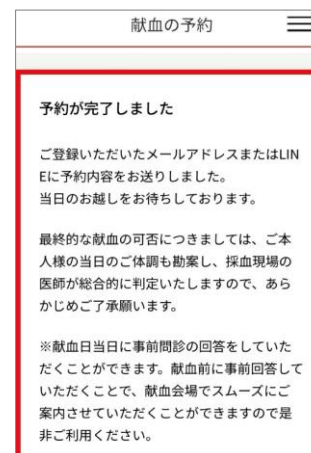 献血の予約
予約が完了しました
ご登録いただいたメールアドレスまたはLIN
Eに予約内容をお送りしました。
当日のお越しをお待ちしております。
最終的な献血の可否につきましては、ご本
人様の当日のご体調も勘案し、採血現場の
医師が総合的に判定いたしますので、あら
かじめご了承願います。
※献血日当日に事前問診の回答をしていた
だくことができます。献血前に事前回答して
いただくことで、献血会場でスムーズにご
案内させていただくことができますので是
非ご利用ください。